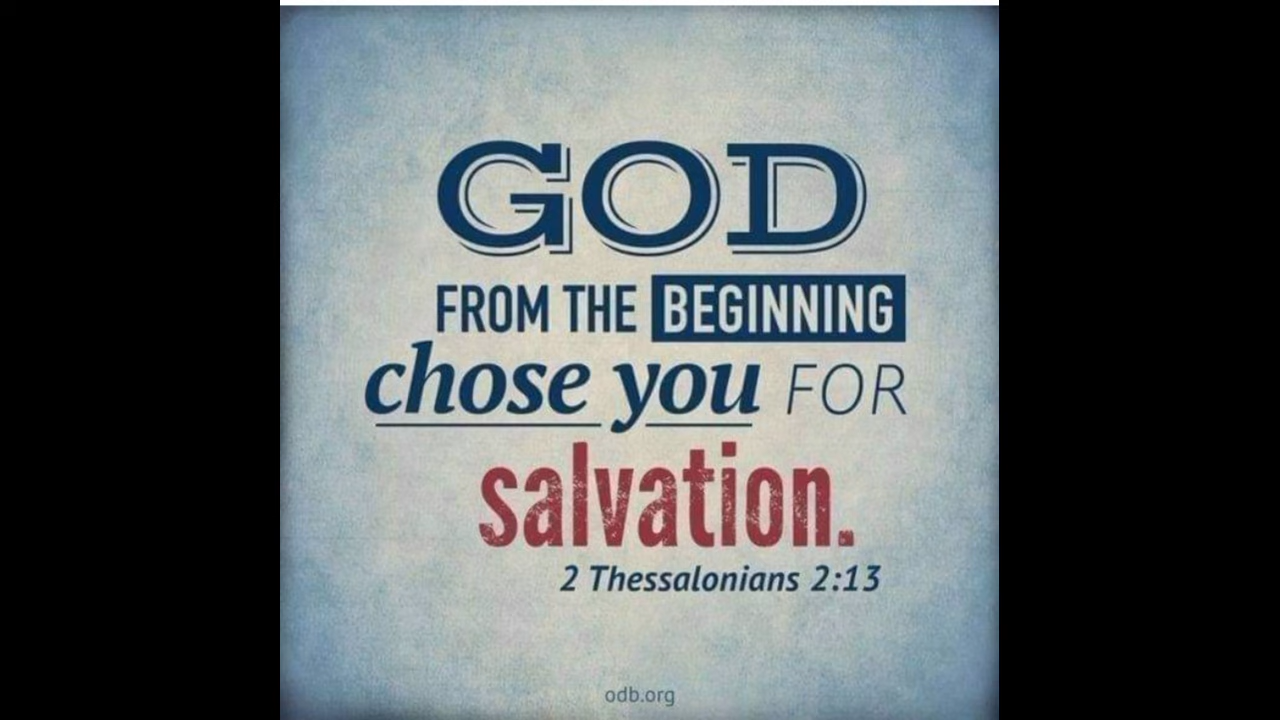 GOD
FROM THE BEGINNING
chose you FOR
salvation.
2 Thessalonians 2:13
odb.org